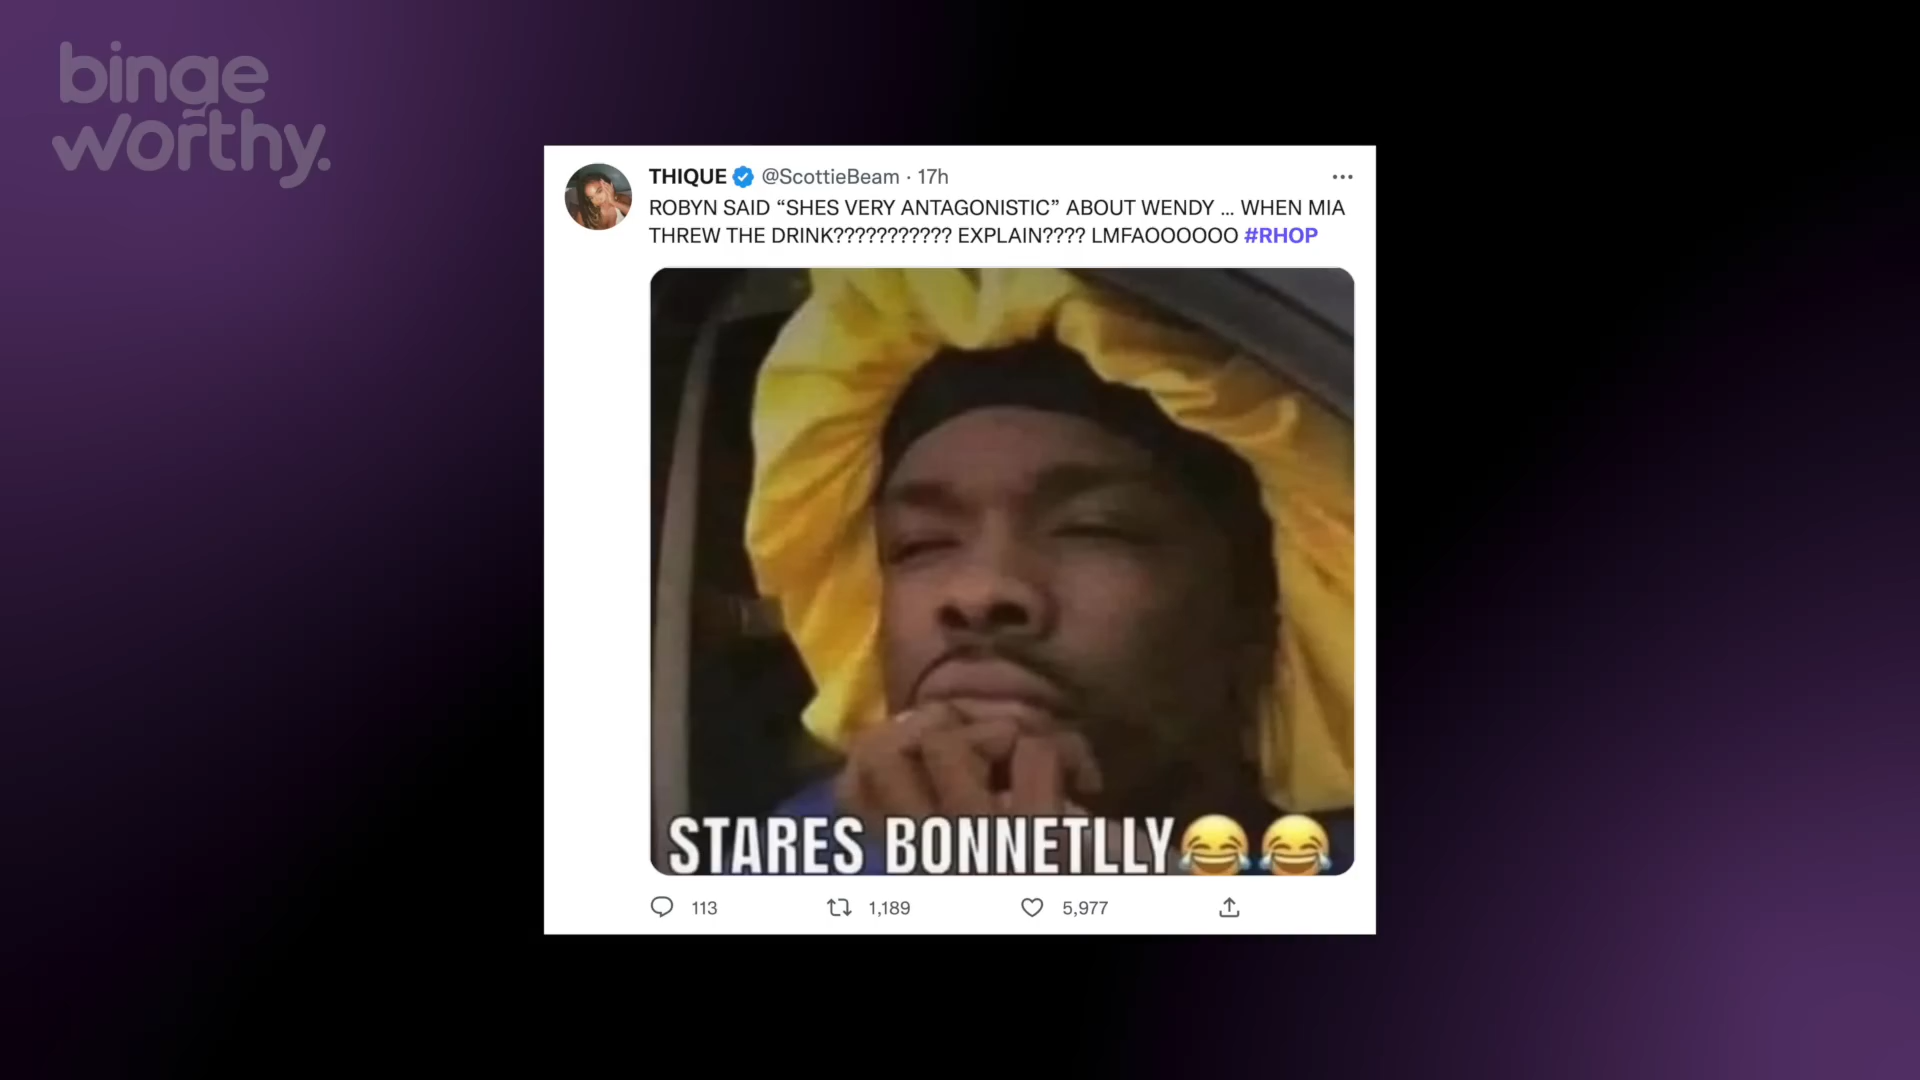 binge
worthy.
THIQUE @ScottieBeam · 17h
ROBYN SAID “SHES VERY ANTAGONISTIC” ABOUT WENDY ... WHEN MIA
THREW THE DRINK??????????? EXPLAIN???? LMFAOOOOOO #RHOP
STARES BONNETLLY😂😂
113 1,189 5,977